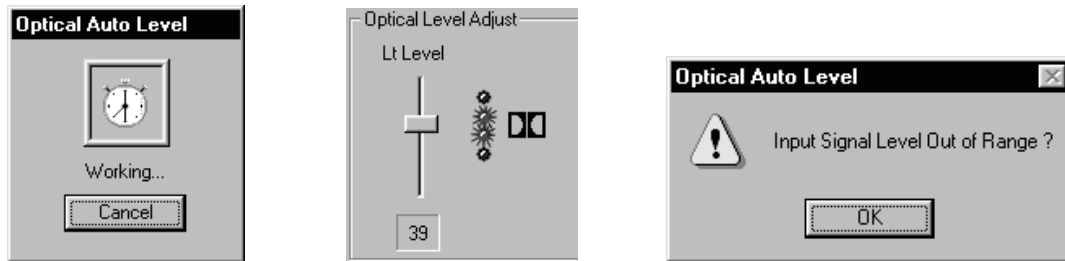 Optical Auto Level
Working...
Cancel
Optical Level Adjust
Lt Level
39
Optical Auto Level
Input Signal Level Out of Range ?
OK